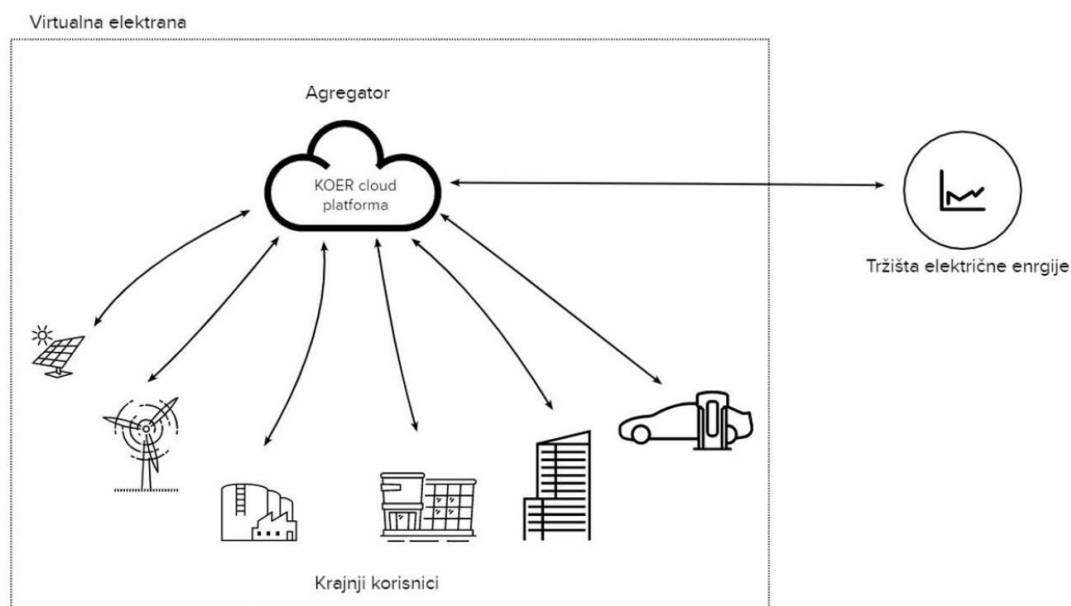 Virtualna elektrana
Agregator
KOER cloud
platforma
Tržišta električne enrgije
Krajnji korisnici